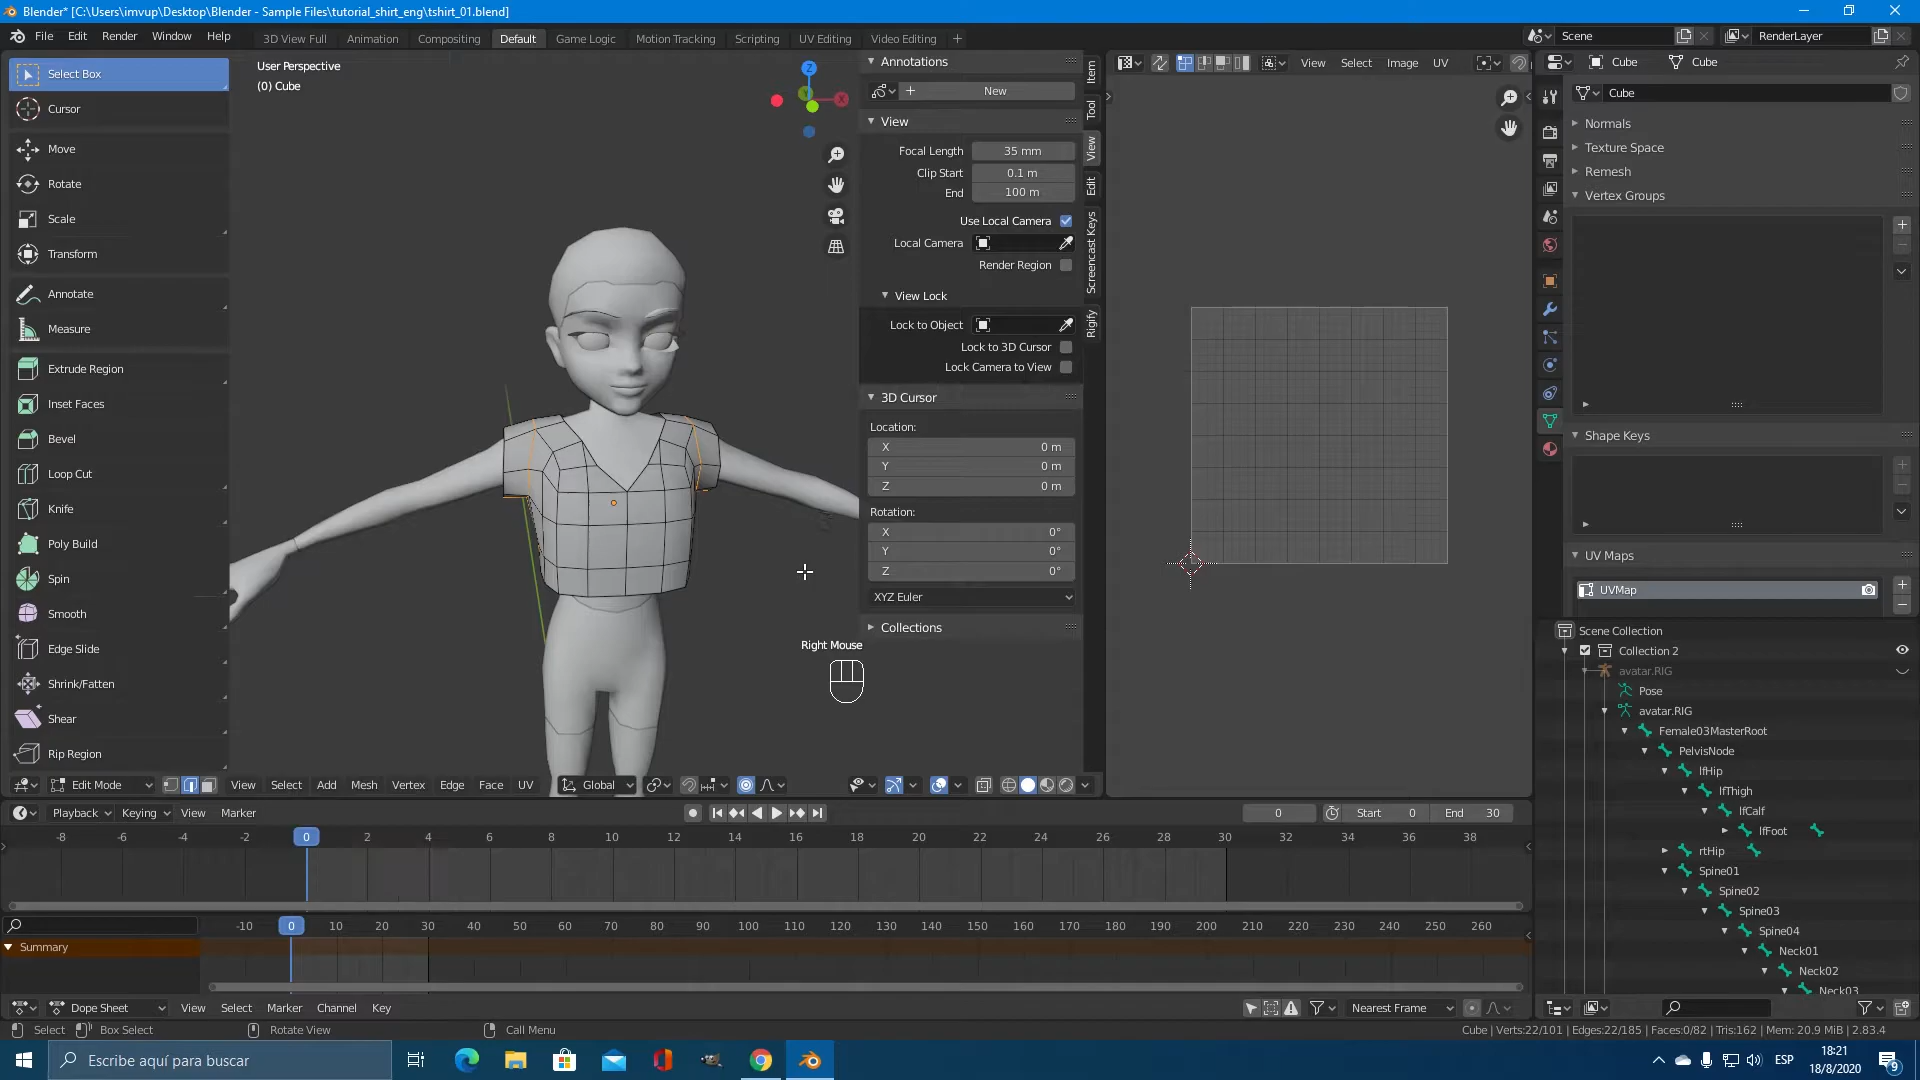 Blender* [C:\Users\imvup\Desktop\Blender - Sample Files\tutorial_shirt_eng\tshirt_01.blend]
File Edit Render Window Help 3D View Full Animation Compositing Default Game Logic Motion Tracking Scripting UV Editing Video Editing + Scene RenderLayer
Select Box
Cursor
Move
Rotate
Scale
Transform
Annotate
Measure
Extrude Region
Inset Faces
Bevel
Loop Cut
Knife
Poly Build
Spin
Smooth
Edge Slide
Shrink/Fatten
Shear
Rip Region
User Perspective
(0) Cube
Z
X
Y
Right Mouse
Annotations
New
View
Focal Length 35 mm
Clip Start 0.1 m
End 100 m
Use Local Camera
Local Camera
Render Region
View Lock
Lock to Object
Lock to 3D Cursor
Lock Camera to View
3D Cursor
Location:
X 0 m
Y 0 m
Z 0 m
Rotation:
X 0°
Y 0°
Z 0°
XYZ Euler
Collections
Item
Tool
View
Edit
Screencast Keys
Rigify
View Select Image UV
Cube Cube
Cube
Normals
Texture Space
Remesh
Vertex Groups
Shape Keys
UV Maps
UVMap
Scene Collection
Collection 2
avatar.RIG
Pose
avatar.RIG
Female03MasterRoot
PelvisNode
lfHip
lfThigh
lfCalf
lfFoot
rtHip
Spine01
Spine02
Spine03
Spine04
Neck01
Neck02
Neck03
Edit Mode View Select Add Mesh Vertex Edge Face UV Global
Playback Keying View Marker 0 Start 0 End 30
-8 -6 -4 -2 0 2 4 6 8 10 12 14 16 18 20 22 24 26 28 30 32 34 36 38
-10 0 10 20 30 40 50 60 70 80 90 100 110 120 130 140 150 160 170 180 190 200 210 220 230 240 250 260
Summary
Dope Sheet View Select Marker Channel Key Nearest Frame
Select Box Select Rotate View Call Menu Cube | Verts:22/101 | Edges:22/185 | Faces:0/82 | Tris:162 | Mem: 20.9 MiB | 2.83.4
Escribe aquí para buscar
ESP
18:21
18/8/2020
9